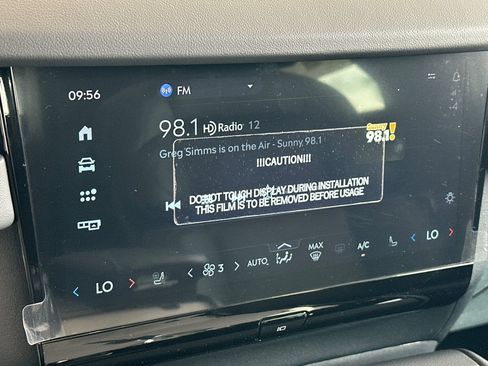 09:56
FM
98.1 HD Radio 12
Sunny
98.1!
Greg Simms is on the Air - Sunny 98.1
!!!CAUTION!!!
DO NOT TOUCH DISPLAY DURING INSTALLATION
THIS FILM IS TO BE REMOVED BEFORE USAGE
MAX
LO
3
AUTO
A/C
LO